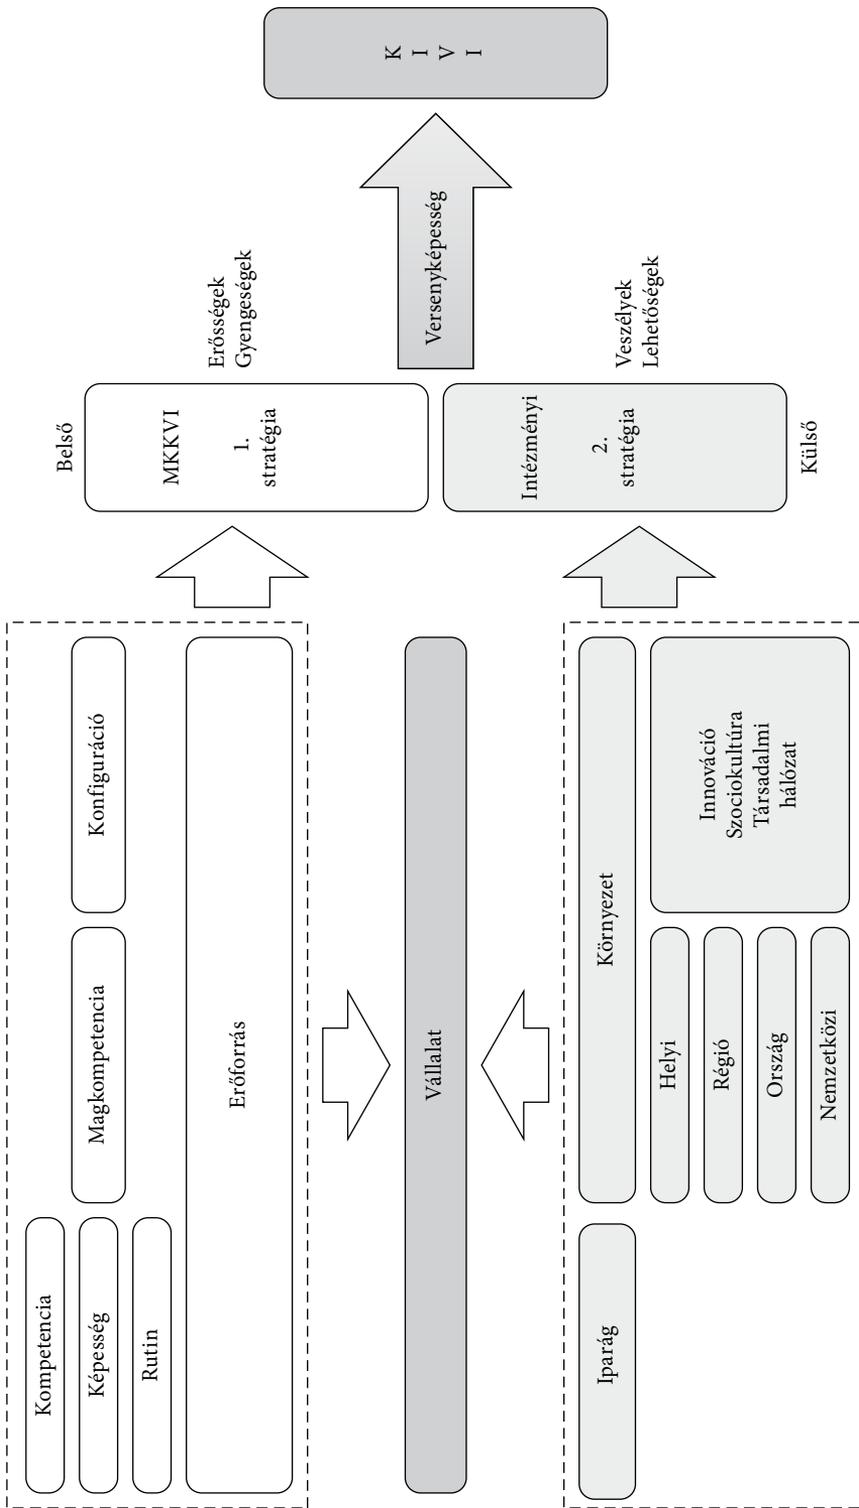 Kompetencia
Képesség
Rutin
Magkompetencia
Konfiguráció
Erőforrás
Vállalat
Iparág
Környezet
Helyi
Régió
Ország
Nemzetközi
Innováció
Szociokultúra
Társadalmi
hálózat
Belső
MKKVI
1.
stratégia
Erősségek
Gyengeségek
Intézményi
2.
stratégia
Külső
Veszélyek
Lehetőségek
Versenyképesség
K
I
V
I